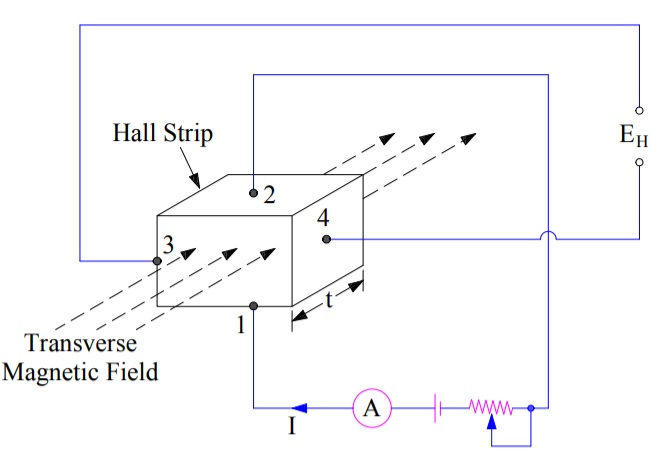 Hall Strip
E_H
2
4
3
t
1
Transverse
Magnetic Field
A
I